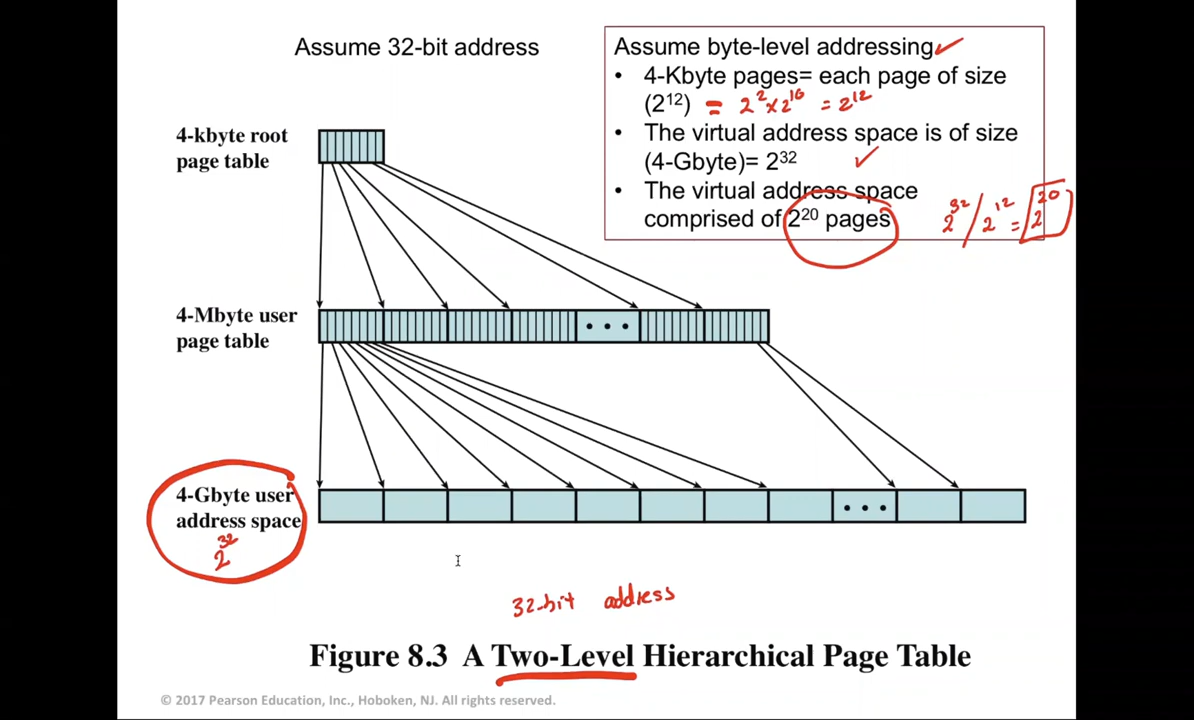 Assume 32-bit address
Assume byte-level addressing ✓
• 4-Kbyte pages= each page of size
(2¹²) = 2² x 2¹⁰ = 2¹²
• The virtual address space is of size
(4-Gbyte)= 2³² ✓
• The virtual address space
comprised of 2²⁰ pages 2³² / 2¹² = 2²⁰
4-kbyte root
page table
4-Mbyte user
page table
• • •
4-Gbyte user
address space
2³²
• • •
32-bit address
Figure 8.3 A Two-Level Hierarchical Page Table
© 2017 Pearson Education, Inc., Hoboken, NJ. All rights reserved.